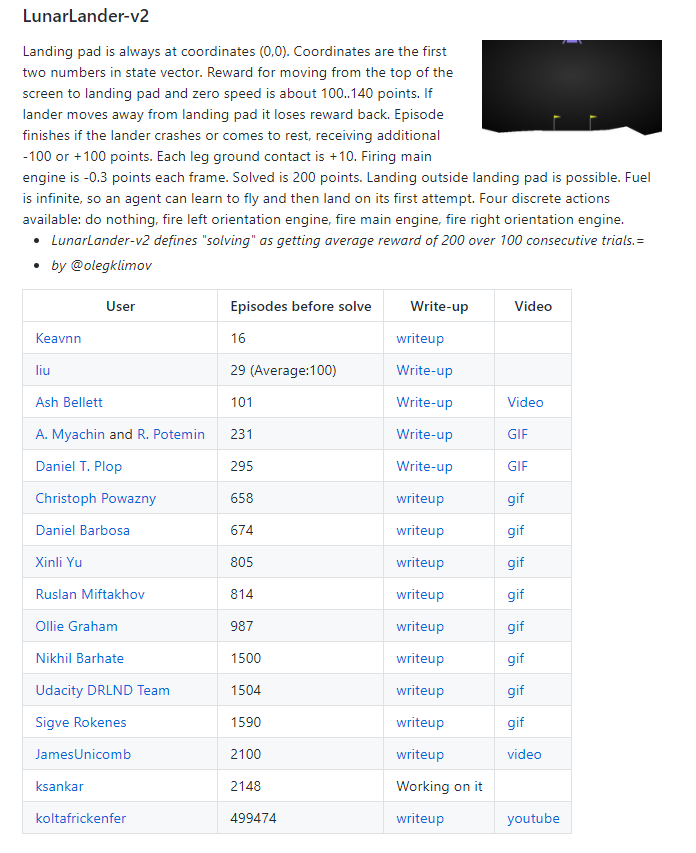 LunarLander-v2
Landing pad is always at coordinates (0,0). Coordinates are the first
two numbers in state vector. Reward for moving from the top of the
screen to landing pad and zero speed is about 100..140 points. If
lander moves away from landing pad it loses reward back. Episode
finishes if the lander crashes or comes to rest, receiving additional
-100 or +100 points. Each leg ground contact is +10. Firing main
engine is -0.3 points each frame. Solved is 200 points. Landing outside landing pad is possible. Fuel
is infinite, so an agent can learn to fly and then land on its first attempt. Four discrete actions
available: do nothing, fire left orientation engine, fire main engine, fire right orientation engine.
• LunarLander-v2 defines "solving" as getting average reward of 200 over 100 consecutive trials.=
• by @olegklimov
User Episodes before solve Write-up Video
Keavnn 16 writeup
liu 29 (Average:100) Write-up
Ash Bellett 101 Write-up Video
A. Myachin and R. Potemin 231 Write-up GIF
Daniel T. Plop 295 Write-up GIF
Christoph Powazny 658 writeup gif
Daniel Barbosa 674 writeup gif
Xinli Yu 805 writeup gif
Ruslan Miftakhov 814 writeup gif
Ollie Graham 987 writeup gif
Nikhil Barhate 1500 writeup gif
Udacity DRLND Team 1504 writeup gif
Sigve Rokenes 1590 writeup gif
JamesUnicomb 2100 writeup video
ksankar 2148 Working on it
koltafrickenfer 499474 writeup youtube